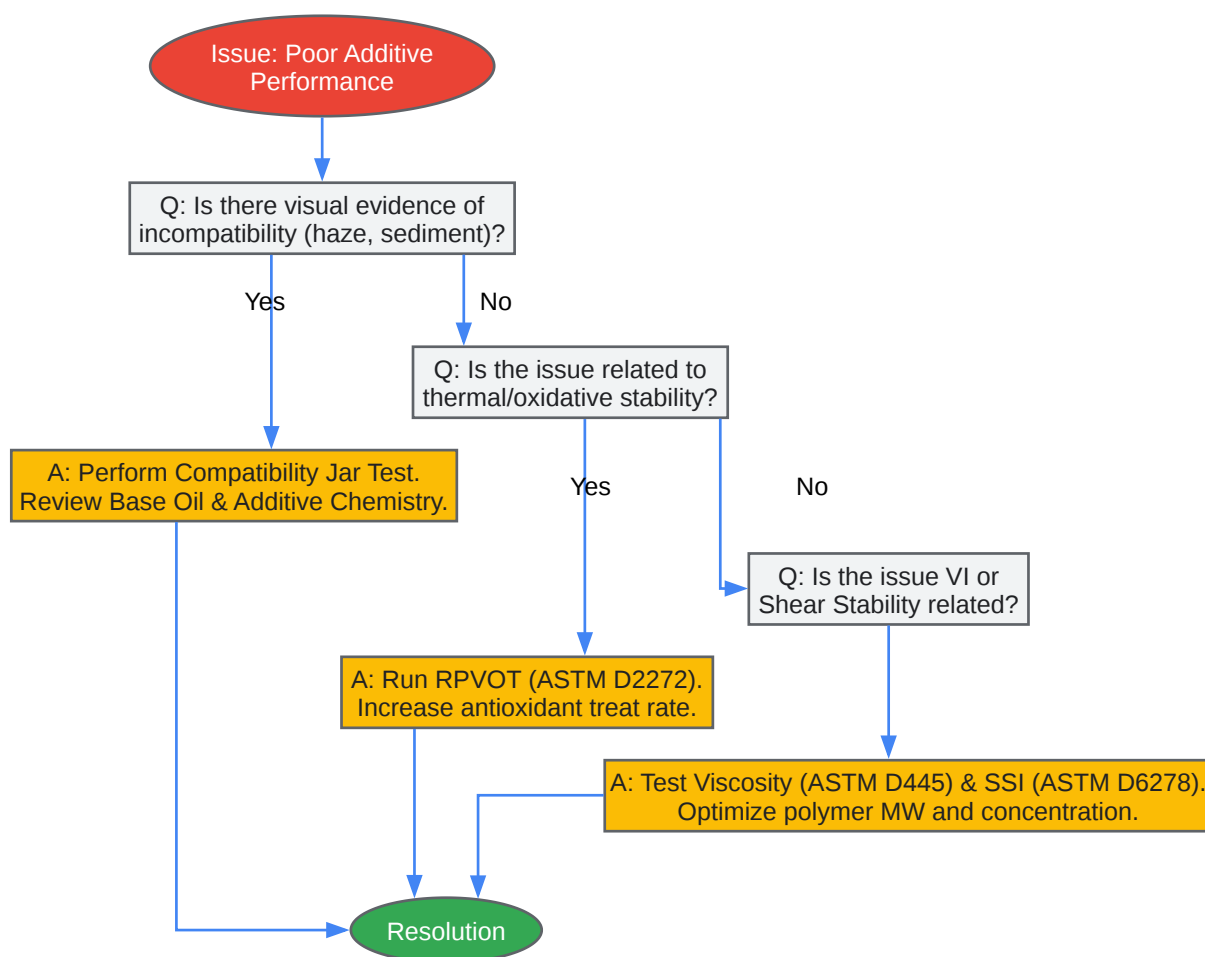 Issue: Poor Additive
Performance
Q: Is there visual evidence of
incompatibility (haze, sediment)?
Yes
No
Q: Is the issue related to
thermal/oxidative stability?
A: Perform Compatibility Jar Test.
Review Base Oil & Additive Chemistry.
Yes
No
Q: Is the issue VI or
Shear Stability related?
A: Run RPVOT (ASTM D2272).
Increase antioxidant treat rate.
A: Test Viscosity (ASTM D445) & SSI (ASTM D6278).
Optimize polymer MW and concentration.
Resolution